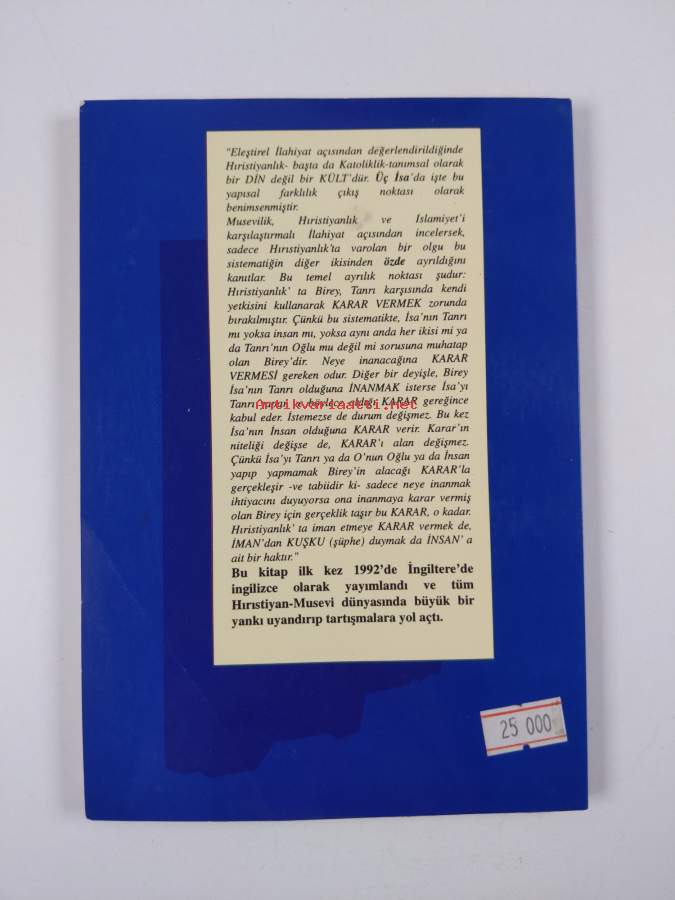 "Eleştirel İlahiyat açısından değerlendirildiğinde
Hıristiyanlık- başta da Katoliklik-tanımsal olarak
bir DİN değil bir KÜLT'dür. Üç İsa'da işte bu
yapısal farklılık çıkış noktası olarak
benimsenmiştir.
Musevilik, Hıristiyanlık ve Islamiyet'i
karşılaştırmalı İlahiyat açısından incelersek,
sadece Hırıstiyanlık'ta varolan bir olgu bu
sistematiğin diğer ikisinden özde ayrıldığını
kanıtlar. Bu temel ayrılık noktası şudur:
Hıristiyanlık' ta Birey, Tanrı karşısında kendi
yetkisini kullanarak KARAR VERMEK zorunda
bırakılmıştır. Çünkü bu sistematikte, İsa'nın Tanrı
mı yoksa insan mı, yoksa aynı anda her ikisi mi ya
da Tanrı'nın Oğlu mu değil mi sorusuna muhatap
olan Birey'dir. Neye inanacağına KARAR
VERMESİ gereken odur. Diğer bir deyişle, Birey
İsa'nın Tanrı olduğuna İNANMAK isterse İsa'yı
Tanrı yapar ve böylece aldığı KARAR gereğince
Antikvariaatti.net
kabul eder. İstemezse de durum değişmez. Bu kez
İsa'nın İnsan olduğuna KARAR verir. Karar'ın
niteliği değişse de, KARAR'ı alan değişmez.
Çünkü İsa'yı Tanrı ya da O'nun Oğlu ya da İnsan
yapıp yapmamak Birey'in alacağı KARAR'la
gerçekleşir -ve tabiidir ki- sadece neye inanmak
ihtiyacını duyuyorsa ona inanmaya karar vermiş
olan Birey için gerçeklik taşır bu KARAR, o kadar.
Hıristiyanlık' ta iman etmeye KARAR vermek de,
İMAN'dan KUŞKU (şüphe) duymak da İNSAN' a
ait bir haktır."
Bu kitap ilk kez 1992'de İngiltere'de
ingilizce olarak yayımlandı ve tüm
Hırıstiyan-Musevi dünyasında büyük bir
yankı uyandırıp tartışmalara yol açtı.
25 000